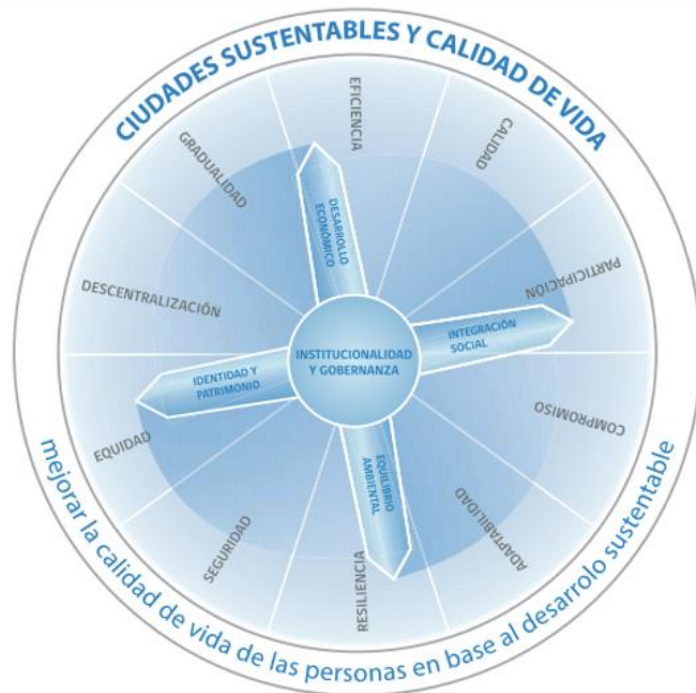 CIUDADES SUSTENTABLES Y CALIDAD DE VIDA
EFICIENCIA
CALIDAD
PARTICIPACIÓN
COMPROMISO
ADAPTABILIDAD
RESILIENCIA
SEGURIDAD
EQUIDAD
DESCENTRALIZACIÓN
GRADUALIDAD
DESARROLLO
ECONÓMICO
INTEGRACIÓN
SOCIAL
EQUILIBRIO
AMBIENTAL
IDENTIDAD Y
PATRIMONIO
INSTITUCIONALIDAD
Y GOBERNANZA
mejorar la calidad de vida de las personas en base al desarrolo sustentable